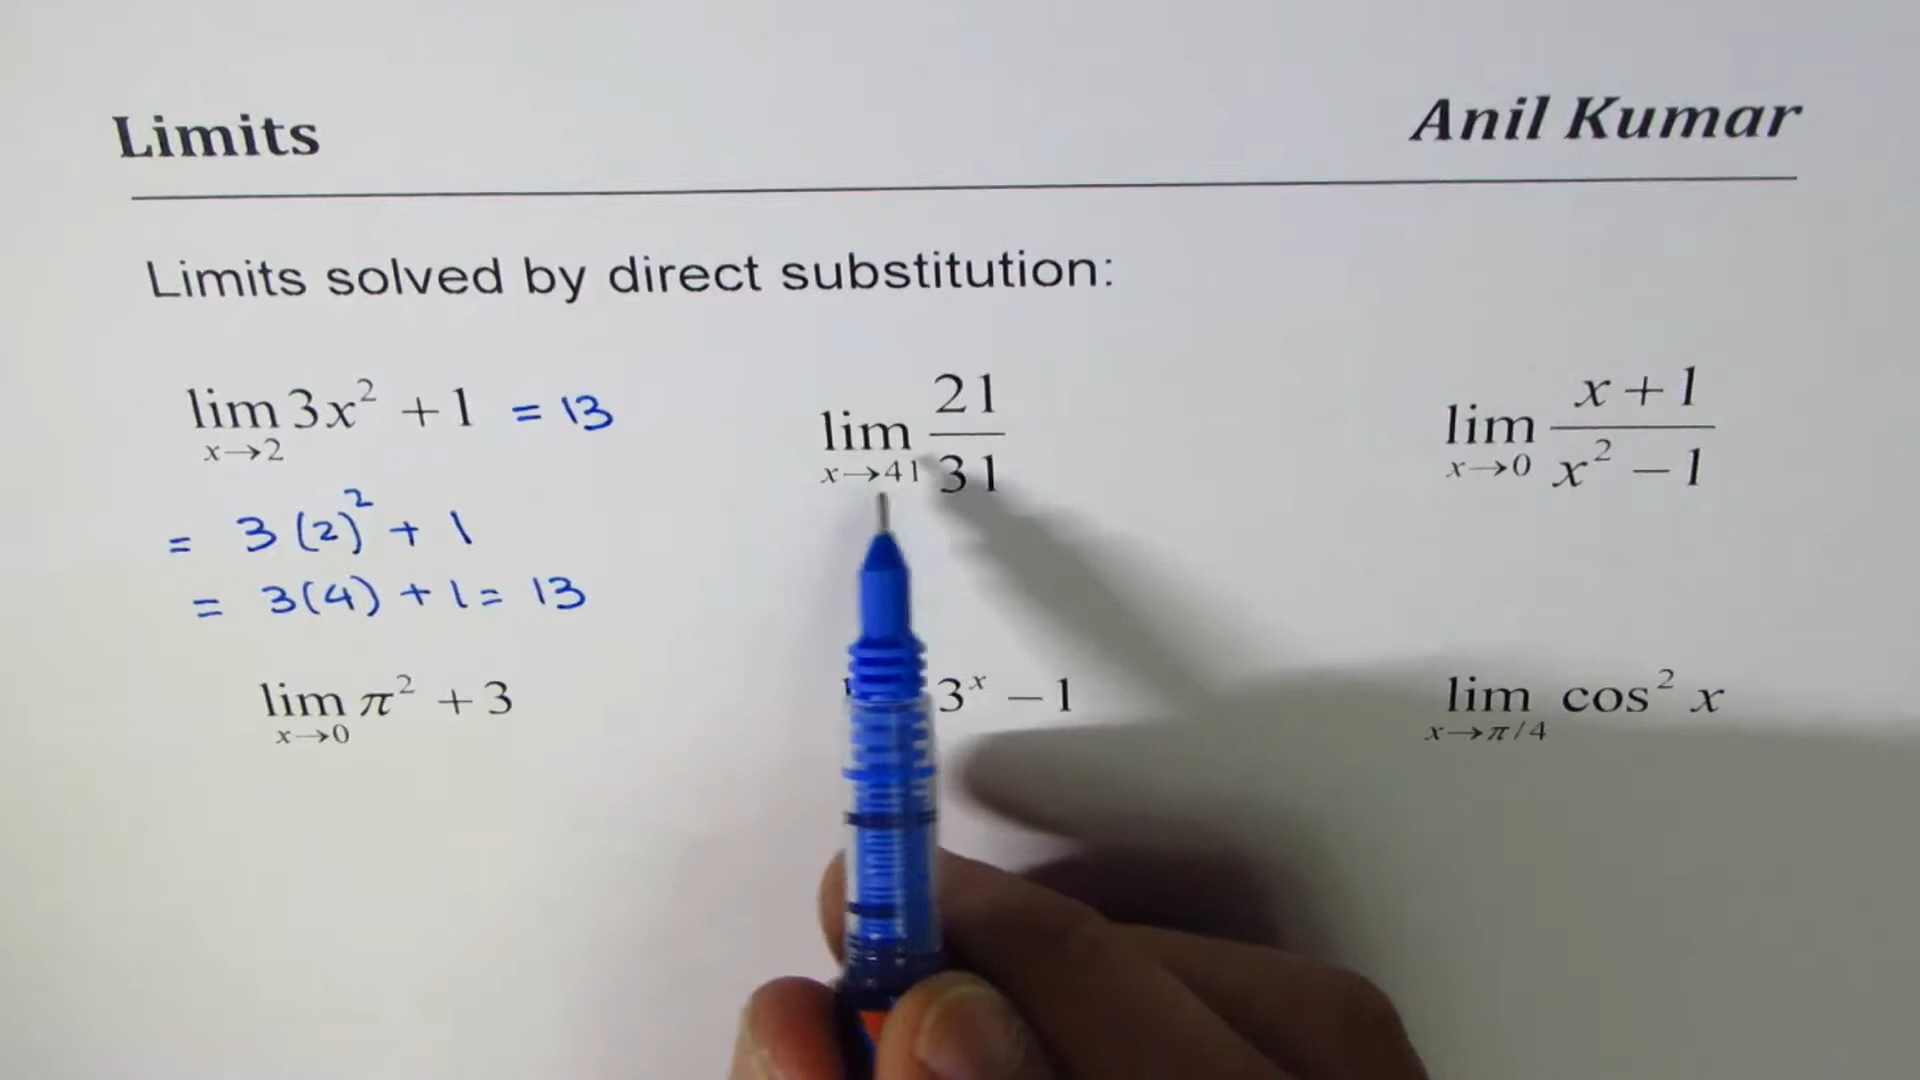 Limits
Anil Kumar
Limits solved by direct substitution:
lim x→2 3x² + 1 = 13
= 3(2)² + 1
= 3(4) + 1 = 13
lim x→41 21/31
lim x→0 (x+1)/(x² − 1)
lim x→0 π² + 3
3ˣ − 1
lim x→π/4 cos² x